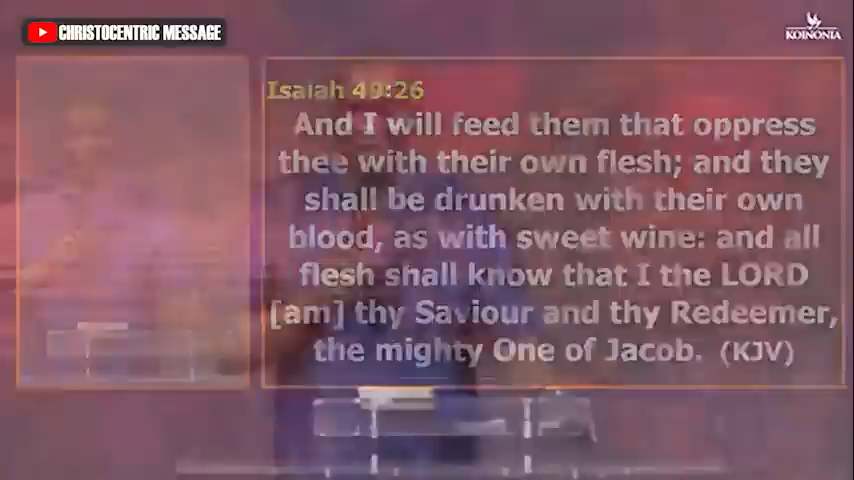 CHRISTOCENTRIC MESSAGE
KOINONIA
Isaiah 49:26
And I will feed them that oppress
thee with their own flesh; and they
shall be drunken with their own
blood, as with sweet wine: and all
flesh shall know that I the LORD
[am] thy Saviour and thy Redeemer,
the mighty One of Jacob. (KJV)